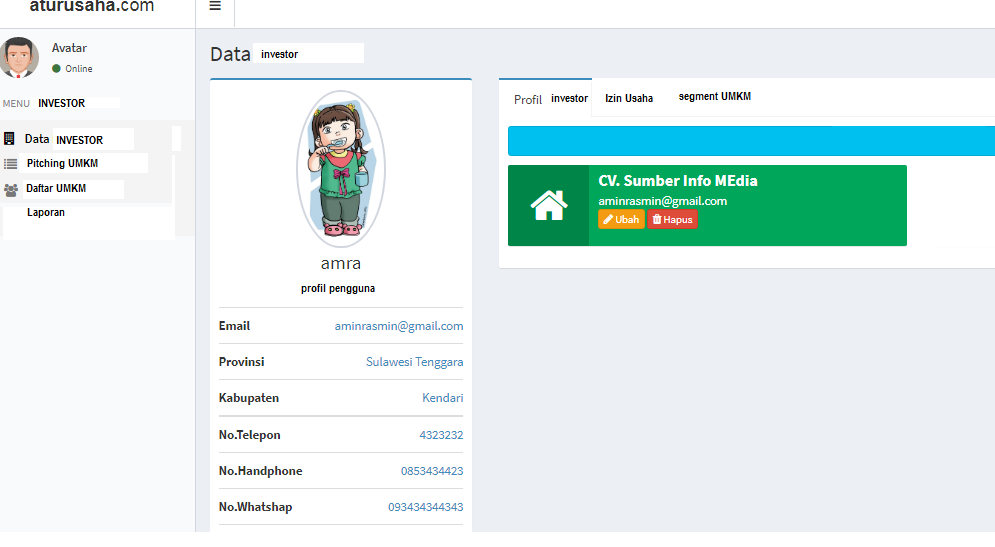 aturusaha.com
Avatar
Online
MENU INVESTOR
Data INVESTOR
Pitching UMKM
Daftar UMKM
Laporan
Data investor
amra
profil pengguna
Email aminrasmin@gmail.com
Provinsi Sulawesi Tenggara
Kabupaten Kendari
No.Telepon 4323232
No.Handphone 0853434423
No.Whatshap 093434344343
Profil investor Izin Usaha segment UMKM
CV. Sumber Info MEdia
aminrasmin@gmail.com
Ubah Hapus